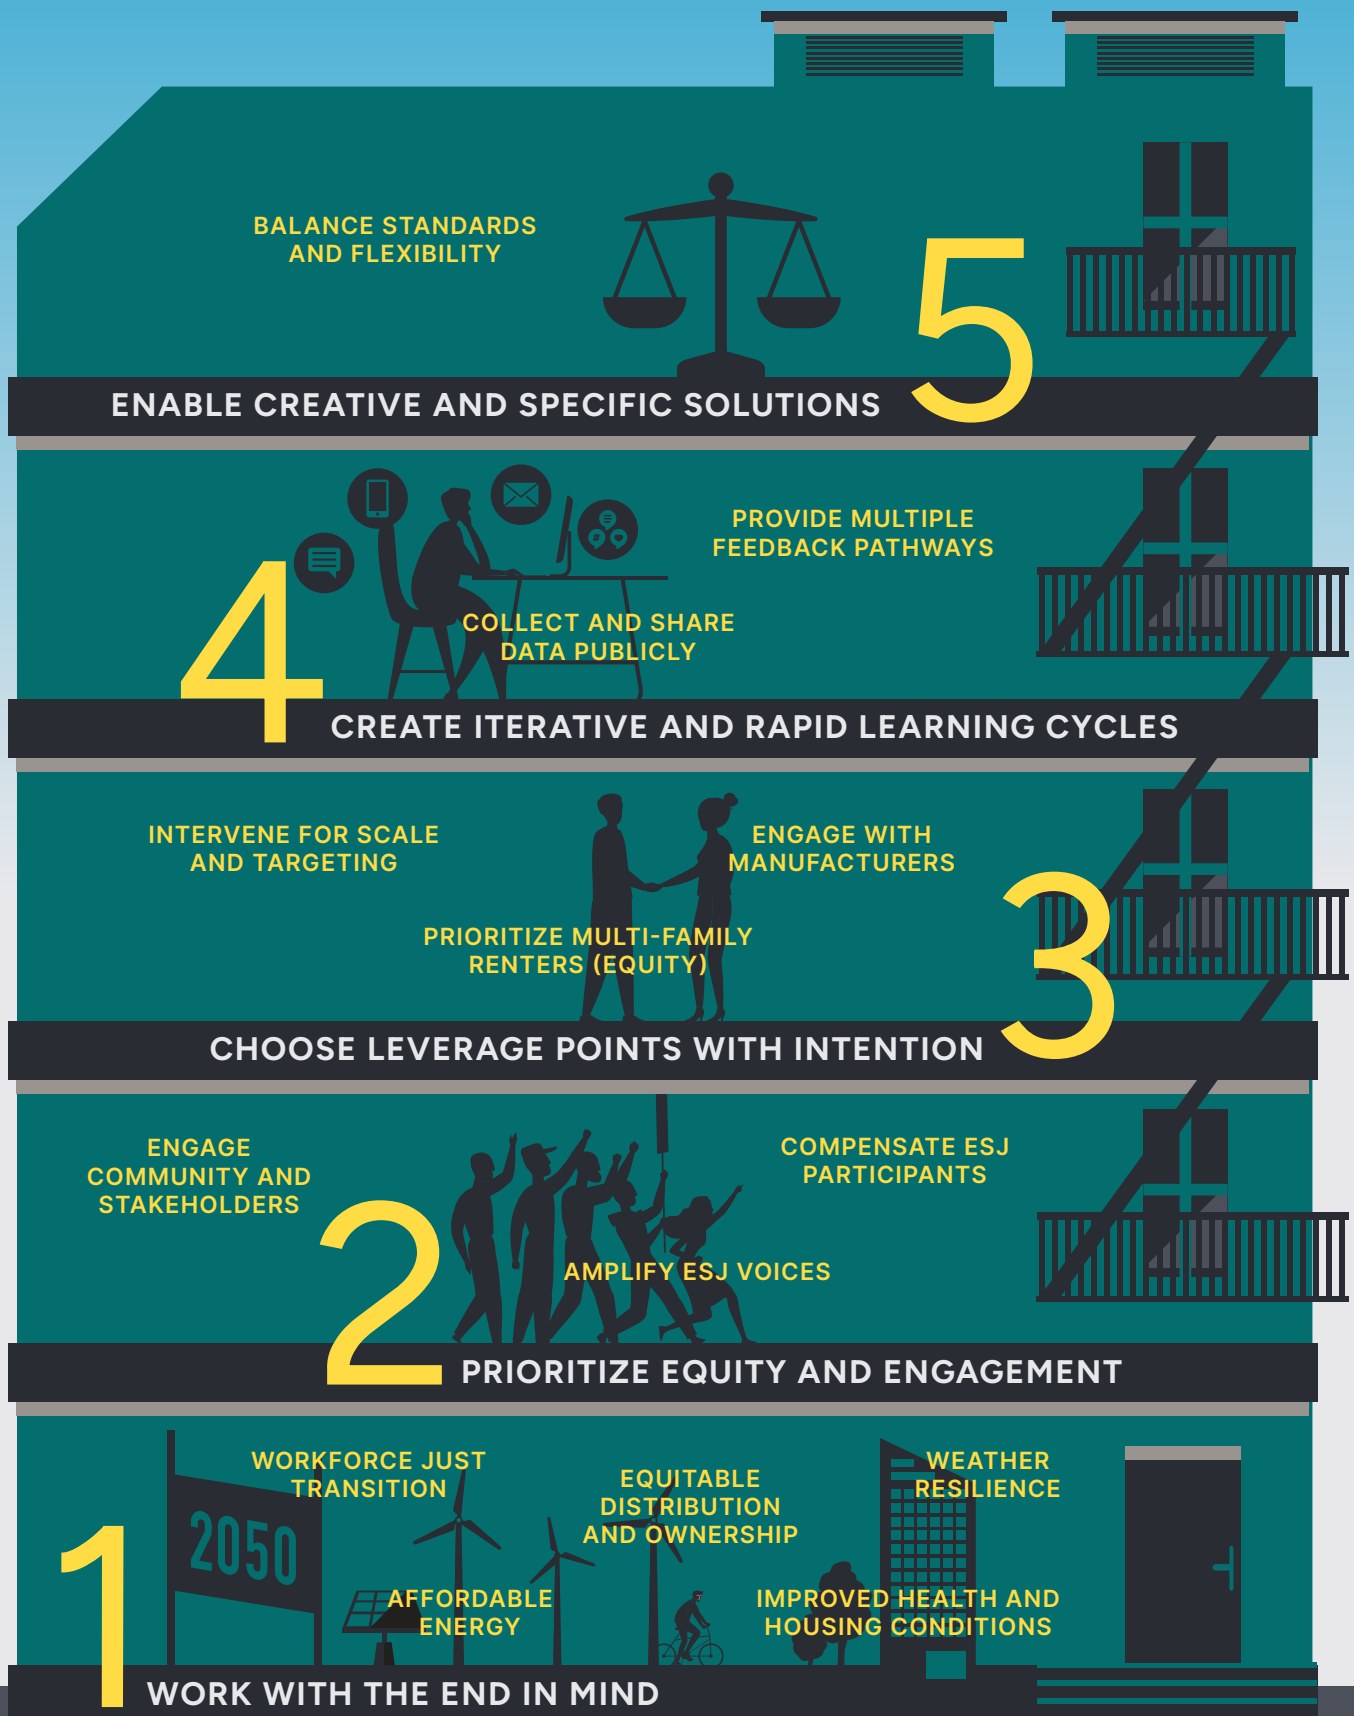 BALANCE STANDARDS
AND FLEXIBILITY
5
ENABLE CREATIVE AND SPECIFIC SOLUTIONS
PROVIDE MULTIPLE
FEEDBACK PATHWAYS
#
COLLECT AND SHARE
DATA PUBLICLY
4
CREATE ITERATIVE AND RAPID LEARNING CYCLES
INTERVENE FOR SCALE
AND TARGETING
ENGAGE WITH
MANUFACTURERS
PRIORITIZE MULTI-FAMILY
RENTERS (EQUITY)
3
CHOOSE LEVERAGE POINTS WITH INTENTION
ENGAGE
COMMUNITY AND
STAKEHOLDERS
COMPENSATE ESJ
PARTICIPANTS
AMPLIFY ESJ VOICES
2
PRIORITIZE EQUITY AND ENGAGEMENT
WORKFORCE JUST
TRANSITION
EQUITABLE
DISTRIBUTION
AND OWNERSHIP
WEATHER
RESILIENCE
2050
AFFORDABLE
ENERGY
IMPROVED HEALTH AND
HOUSING CONDITIONS
1
WORK WITH THE END IN MIND